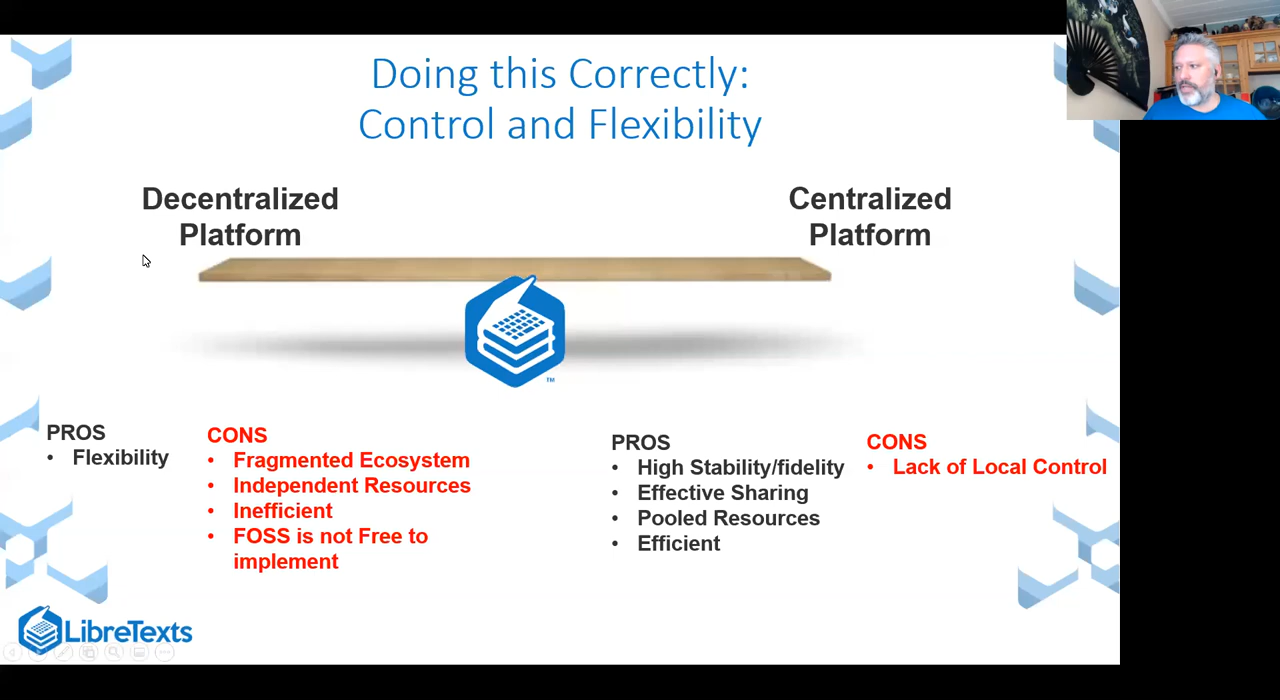 Doing this Correctly:
Control and Flexibility
Decentralized
Platform
Centralized
Platform
TM
PROS
• Flexibility
CONS
• Fragmented Ecosystem
• Independent Resources
• Inefficient
• FOSS is not Free to
implement
PROS
• High Stability/fidelity
• Effective Sharing
• Pooled Resources
• Efficient
CONS
• Lack of Local Control
LibreTexts